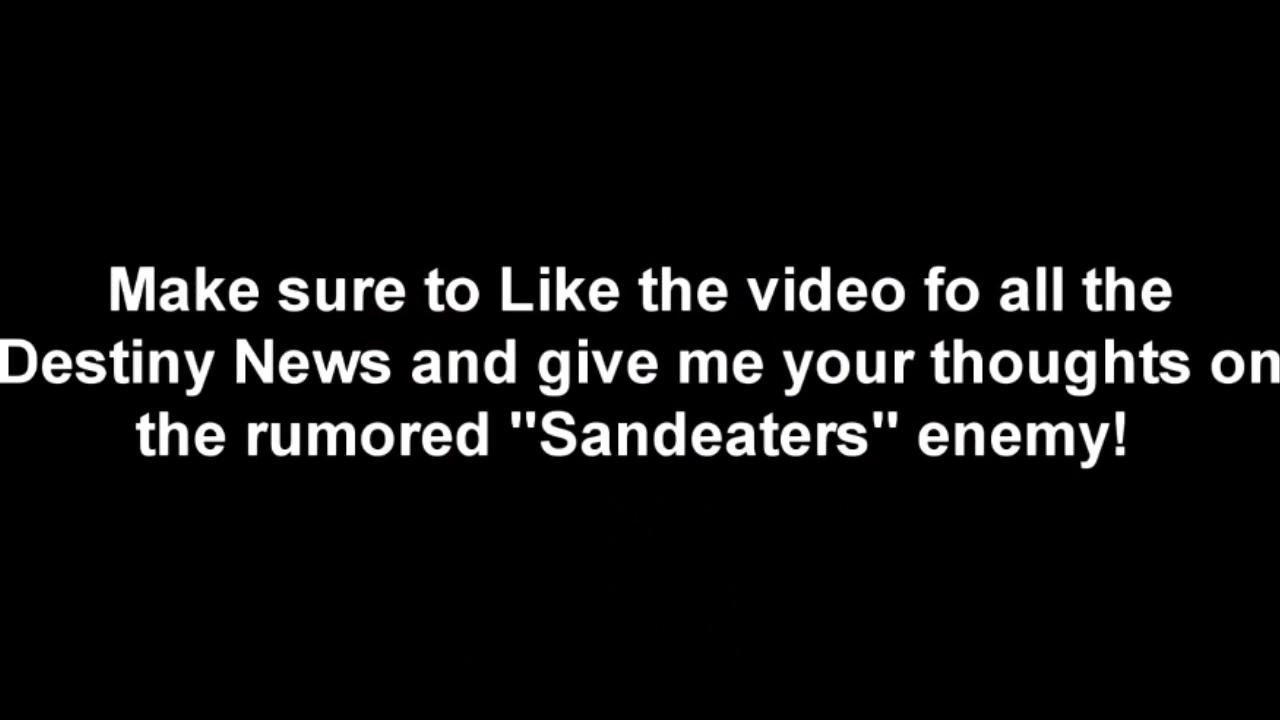 Make sure to Like the video fo all the
Destiny News and give me your thoughts on
the rumored "Sandeaters" enemy!